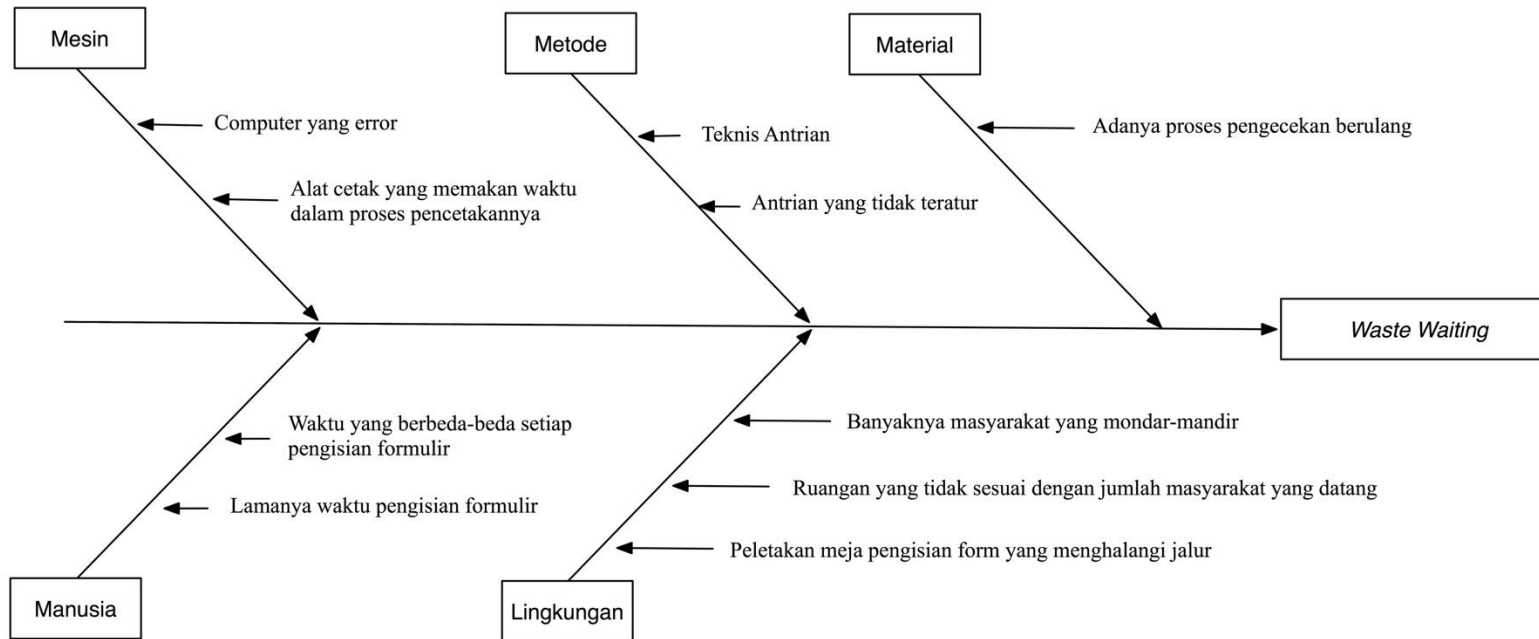 Mesin
Metode
Material
Computer yang error
Teknis Antrian
Adanya proses pengecekan berulang
Alat cetak yang memakan waktu
dalam proses pencetakannya
Antrian yang tidak teratur
Waste Waiting
Waktu yang berbeda-beda setiap
pengisian formulir
Lamanya waktu pengisian formulir
Banyaknya masyarakat yang mondar-mandir
Ruangan yang tidak sesuai dengan jumlah masyarakat yang datang
Peletakan meja pengisian form yang menghalangi jalur
Manusia
Lingkungan